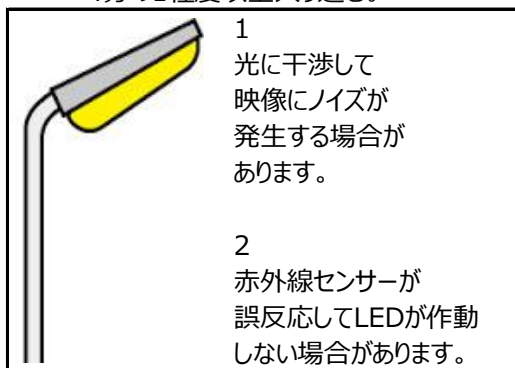 1
光に干渉して
映像にノイズが
発生する場合が
あります。
2
赤外線センサーが
誤反応してLEDが作動
しない場合があります。